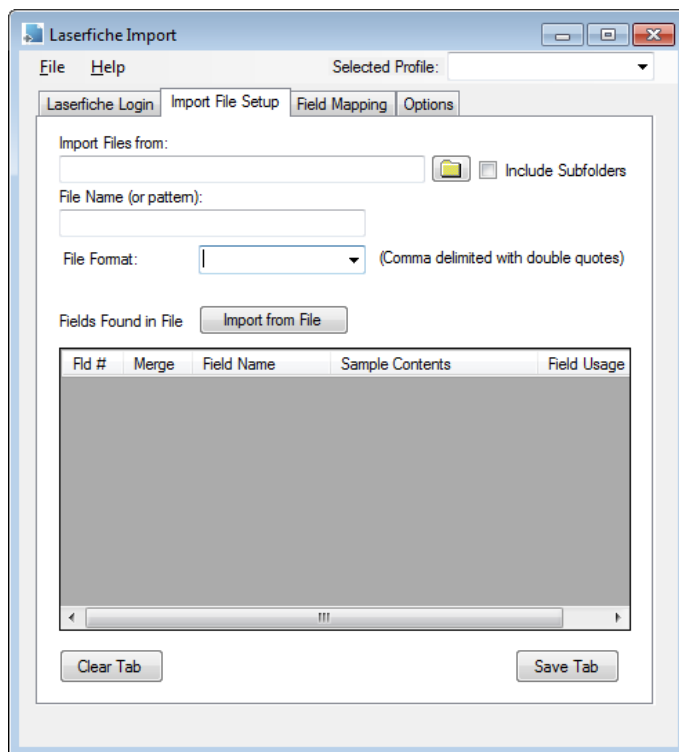 Laserfiche Import
File Help Selected Profile:
Laserfiche Login Import File Setup Field Mapping Options
Import Files from:
Include Subfolders
File Name (or pattern):
File Format: (Comma delimited with double quotes)
Fields Found in File Import from File
Fld # Merge Field Name Sample Contents Field Usage
Clear Tab Save Tab